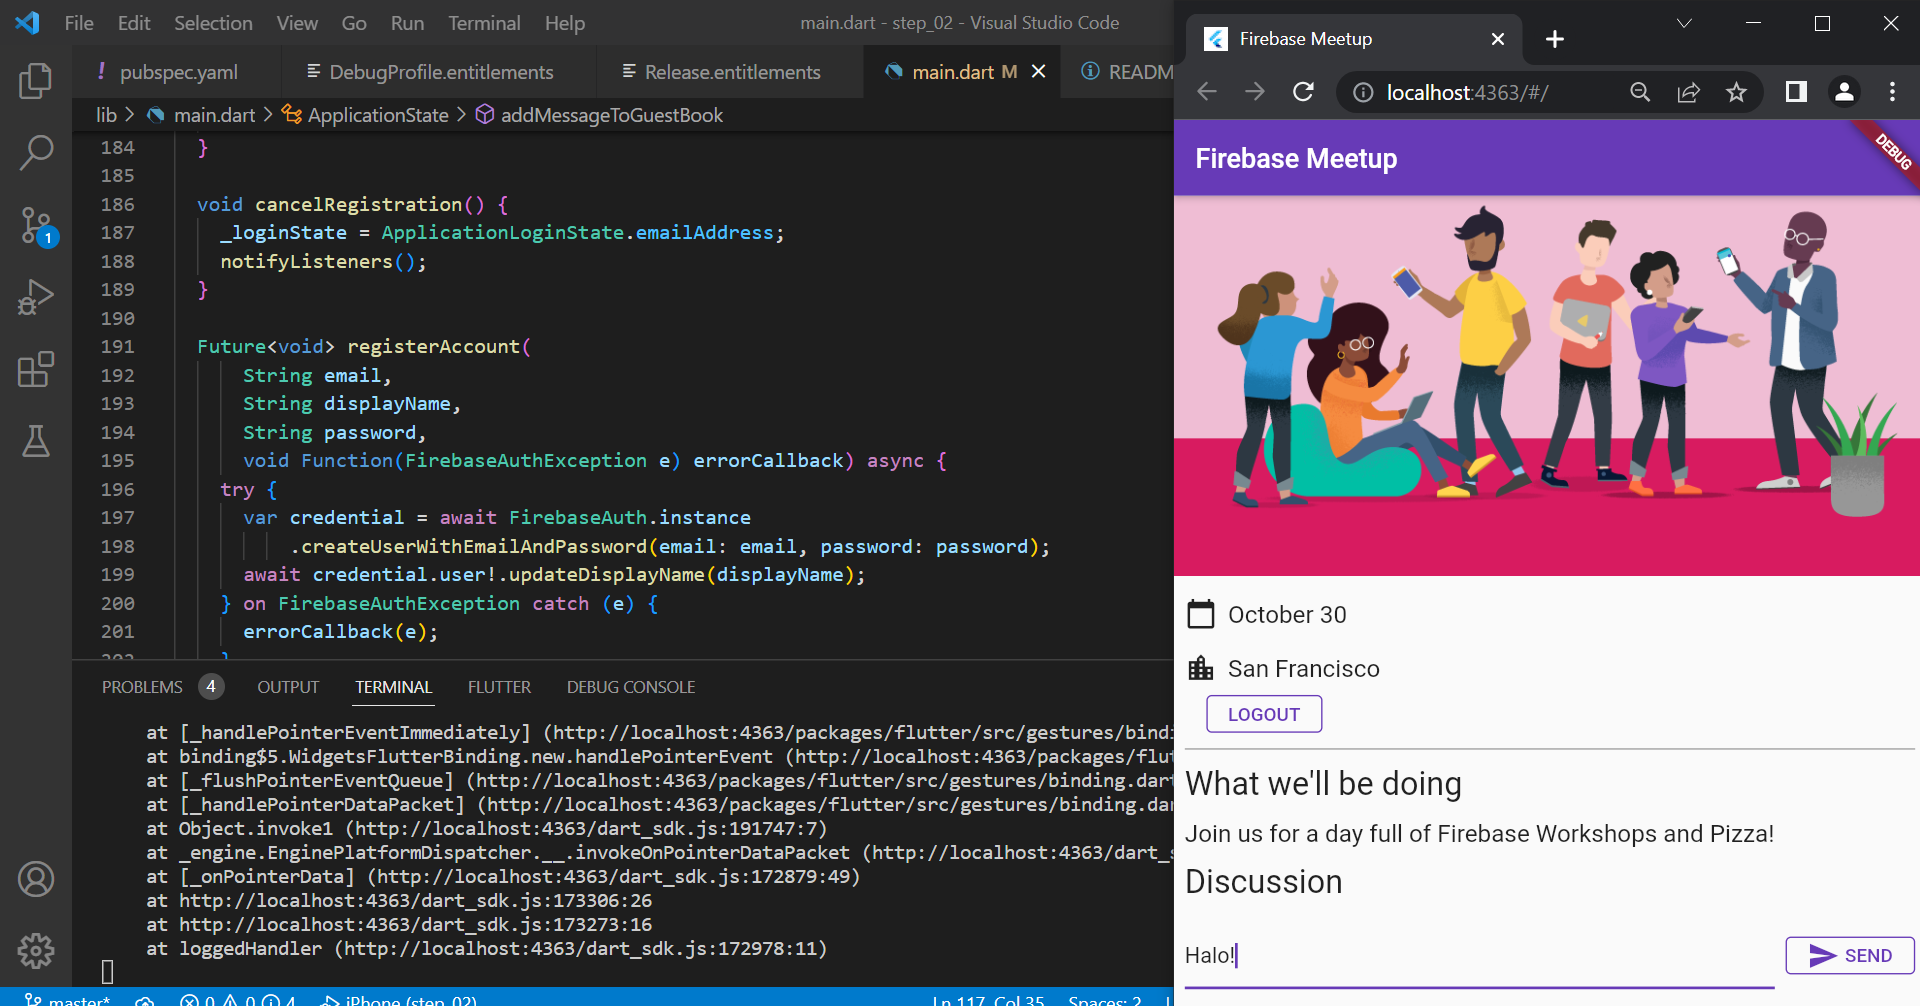 File Edit Selection View Go Run Terminal Help
main.dart - step_02 - Visual Studio Code
! pubspec.yaml
DebugProfile.entitlements
Release.entitlements
main.dart M
READM
lib > main.dart > ApplicationState > addMessageToGuestBook
184 }
185
186 void cancelRegistration() {
187 _loginState = ApplicationLoginState.emailAddress;
188 notifyListeners();
189 }
190
191 Future<void> registerAccount(
192 String email,
193 String displayName,
194 String password,
195 void Function(FirebaseAuthException e) errorCallback) async {
196 try {
197 var credential = await FirebaseAuth.instance
198 .createUserWithEmailAndPassword(email: email, password: password);
199 await credential.user!.updateDisplayName(displayName);
200 } on FirebaseAuthException catch (e) {
201 errorCallback(e);
202 }
1
PROBLEMS 4 OUTPUT TERMINAL FLUTTER DEBUG CONSOLE
at [_handlePointerEventImmediately] (http://localhost:4363/packages/flutter/src/gestures/bindi
at binding$5.WidgetsFlutterBinding.new.handlePointerEvent (http://localhost:4363/packages/flut
at [_flushPointerEventQueue] (http://localhost:4363/packages/flutter/src/gestures/binding.dart
at [_handlePointerDataPacket] (http://localhost:4363/packages/flutter/src/gestures/binding.dar
at Object.invoke1 (http://localhost:4363/dart_sdk.js:191747:7)
at _engine.EnginePlatformDispatcher.__.invokeOnPointerDataPacket (http://localhost:4363/dart_s
at [_onPointerData] (http://localhost:4363/dart_sdk.js:172879:49)
at http://localhost:4363/dart_sdk.js:173306:26
at http://localhost:4363/dart_sdk.js:173273:16
at loggedHandler (http://localhost:4363/dart_sdk.js:172978:11)
master* 0 0 4 iPhone (step_02) Ln 117, Col 35 Spaces: 2
Firebase Meetup
localhost:4363/#/
Firebase Meetup
DEBUG
October 30
San Francisco
LOGOUT
What we'll be doing
Join us for a day full of Firebase Workshops and Pizza!
Discussion
Halo!
SEND